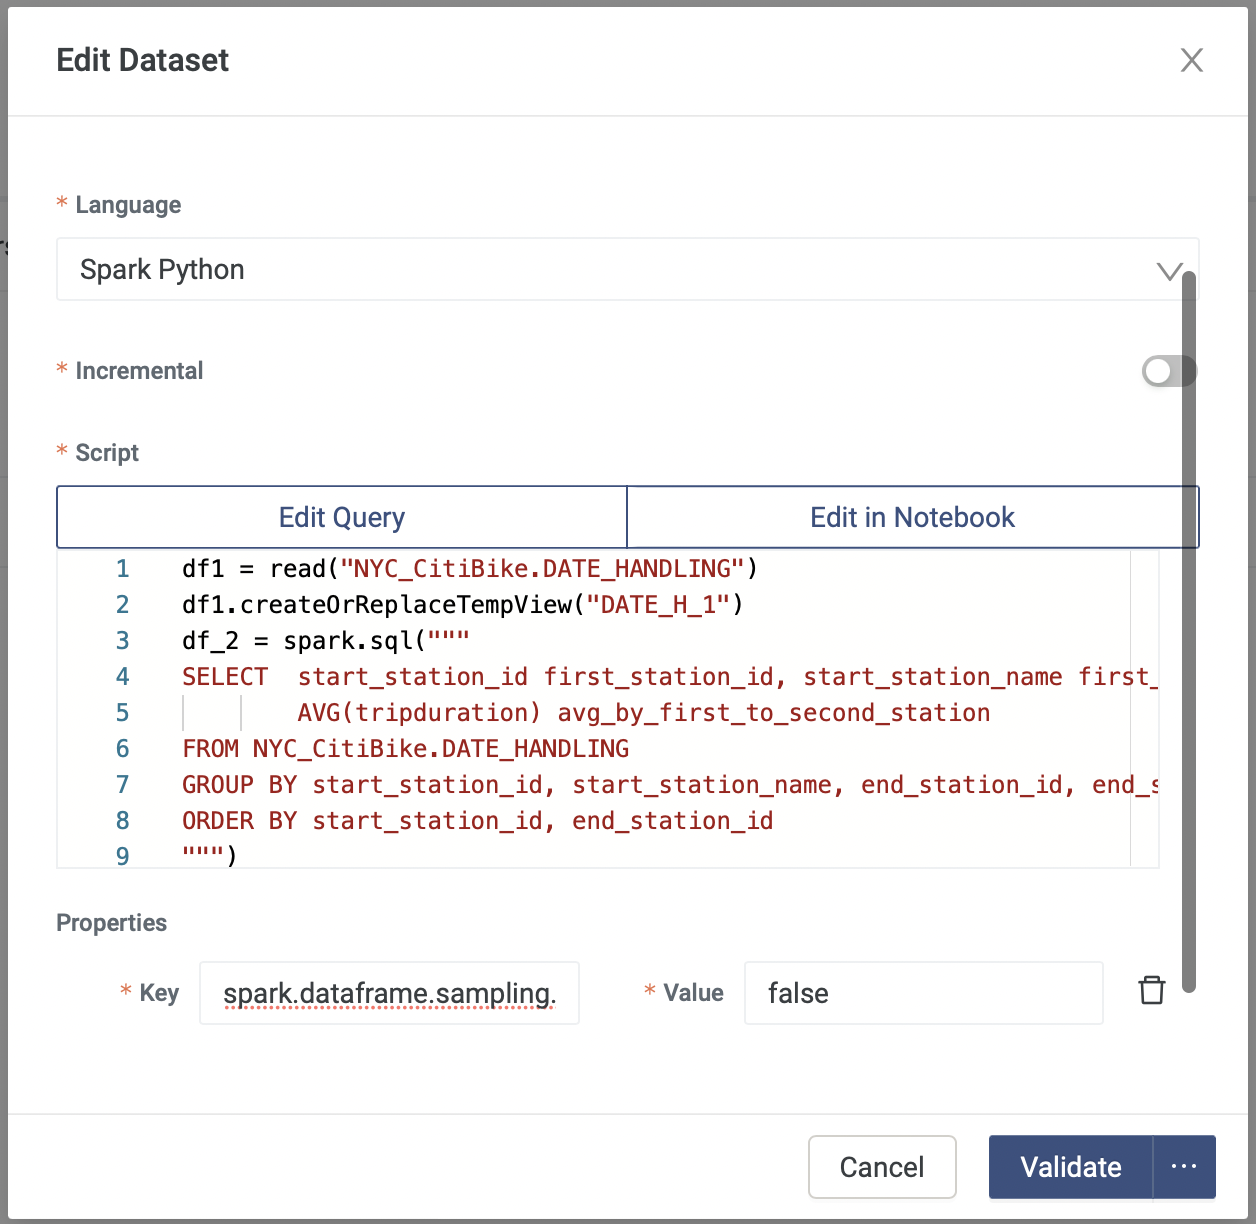 Edit Dataset
* Language
Spark Python
* Incremental
* Script
Edit Query
Edit in Notebook
1 df1 = read("NYC_CitiBike.DATE_HANDLING")
2 df1.createOrReplaceTempView("DATE_H_1")
3 df_2 = spark.sql("""
4 SELECT  start_station_id first_station_id, start_station_name first_
5         AVG(tripduration) avg_by_first_to_second_station
6 FROM NYC_CitiBike.DATE_HANDLING
7 GROUP BY start_station_id, start_station_name, end_station_id, end_s
8 ORDER BY start_station_id, end_station_id
9 """)
Properties
* Key spark.dataframe.sampling. * Value false
Cancel Validate ...